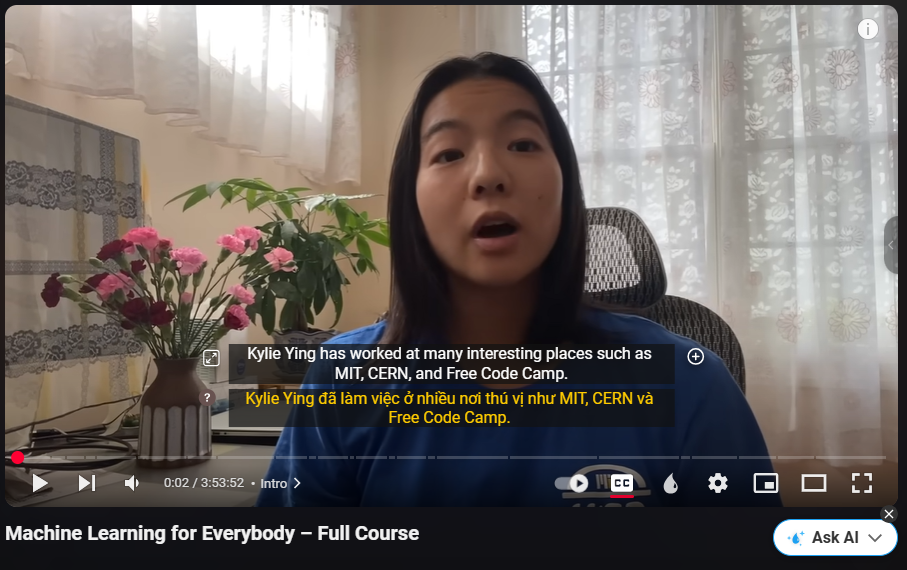 Kylie Ying has worked at many interesting places such as
MIT, CERN, and Free Code Camp.
?
Kylie Ying đã làm việc ở nhiều nơi thú vị như MIT, CERN và
Free Code Camp.
0:02 / 3:53:52 • Intro
CC
Machine Learning for Everybody – Full Course
Ask AI